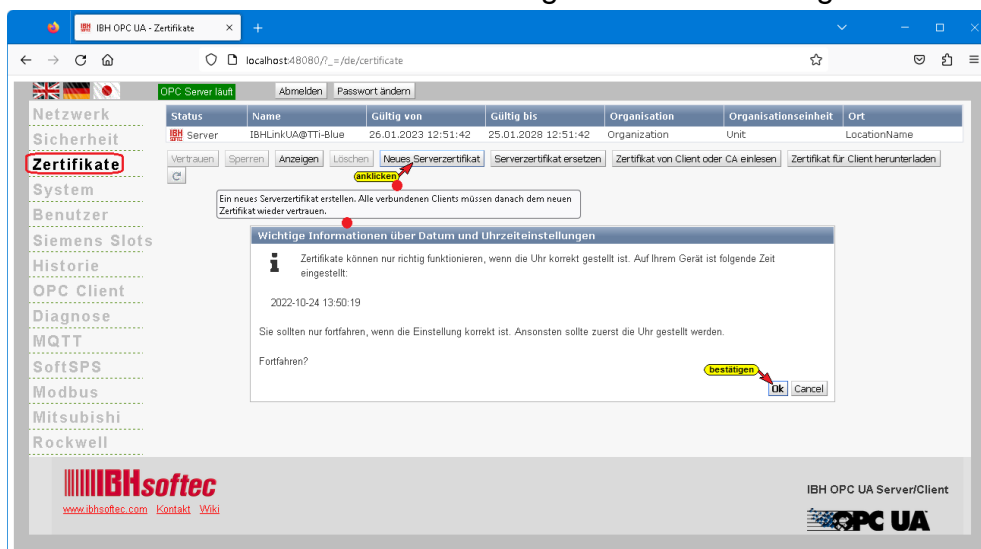 IBH OPC UA - Zertifikate
localhost:48080/?_=/de/certificate
OPC Server läuft Abmelden Passwort ändern
Netzwerk
Sicherheit
Zertifikate
System
Benutzer
Siemens Slots
Historie
OPC Client
Diagnose
MQTT
SoftSPS
Modbus
Mitsubishi
Rockwell
Status Name Gültig von Gültig bis Organisation Organisationseinheit Ort
IBH Server IBHLinkUA@TTi-Blue 26.01.2023 12:51:42 25.01.2028 12:51:42 Organization Unit LocationName
Vertrauen Sperren Anzeigen Löschen Neues Serverzertifikat Serverzertifikat ersetzen Zertifikat von Client oder CA einlesen Zertifikat für Client herunterladen
anklicken
Ein neues Serverzertifikat erstellen. Alle verbundenen Clients müssen danach dem neuen
Zertifikat wieder vertrauen.
Wichtige Informationen über Datum und Uhrzeiteinstellungen
Zertifikate können nur richtig funktionieren, wenn die Uhr korrekt gestellt ist. Auf Ihrem Gerät ist folgende Zeit
eingestellt:
2022-10-24 13:50:19
Sie sollten nur fortfahren, wenn die Einstellung korrekt ist. Ansonsten sollte zuerst die Uhr gestellt werden.
Fortfahren?
bestätigen
Ok Cancel
IBHsoftec
www.ibhsoftec.com Kontakt Wiki
IBH OPC UA Server/Client
OPC UA